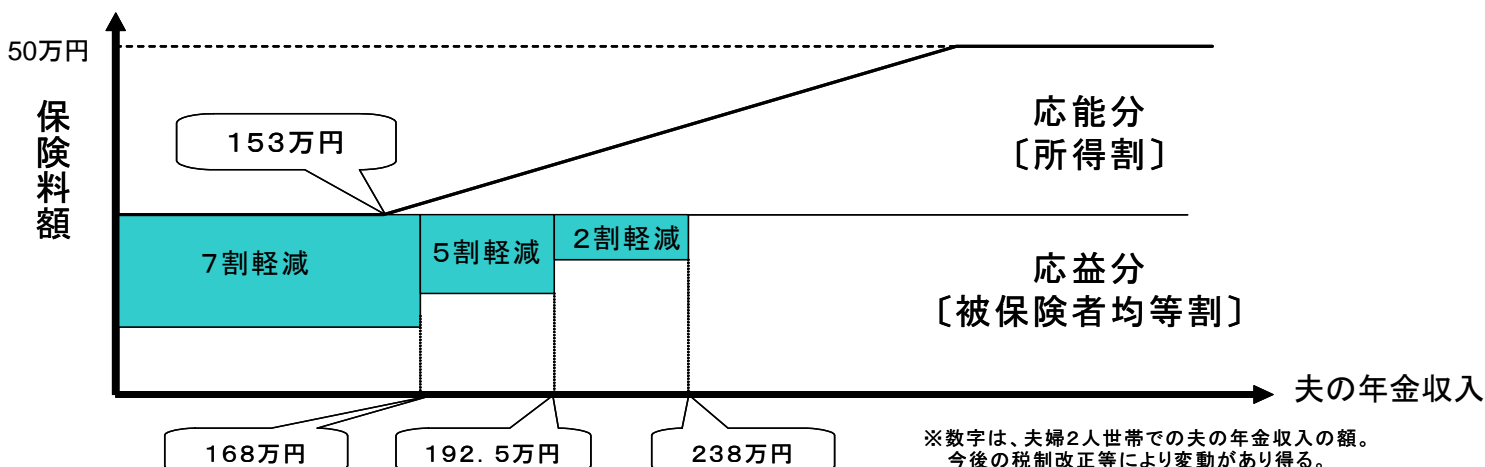 50万円
保険料額
153万円
応能分
〔所得割〕
7割軽減
5割軽減
2割軽減
応益分
〔被保険者均等割〕
夫の年金収入
168万円
192.5万円
238万円
※数字は、夫婦2人世帯での夫の年金収入の額。
今後の税制改正等により変動があり得る。